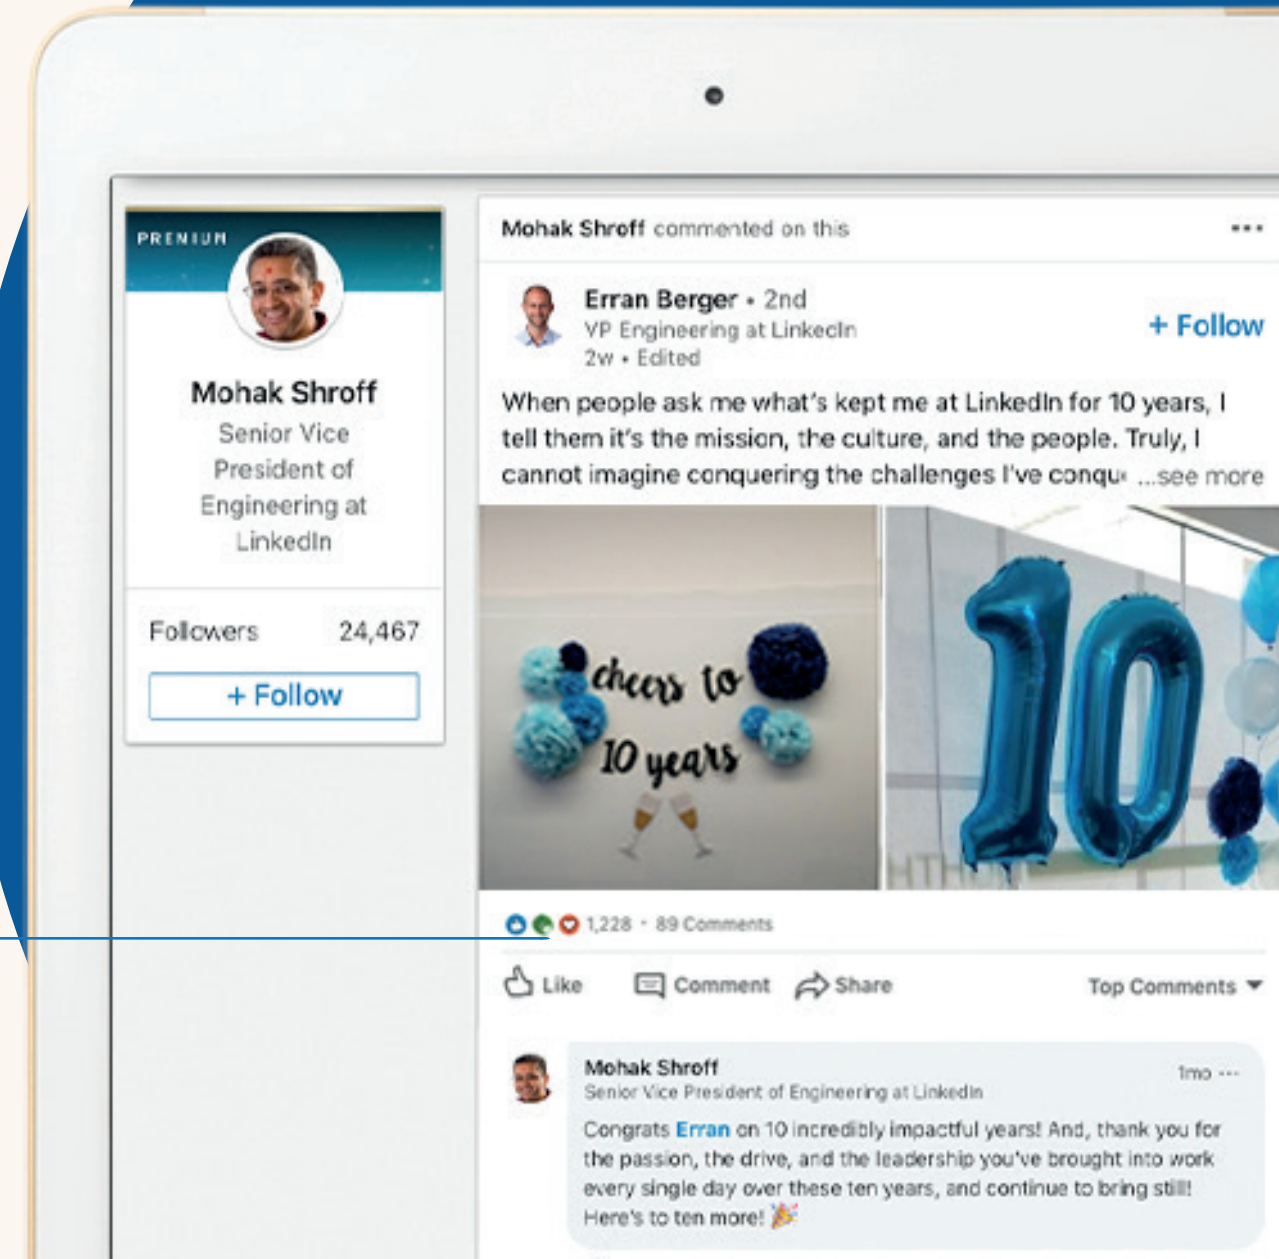 PREMIUM
Mohak Shroff
Senior Vice
President of
Engineering at
LinkedIn
Followers 24,467
+ Follow
Mohak Shroff commented on this
Erran Berger • 2nd
VP Engineering at LinkedIn
2w • Edited
+ Follow
When people ask me what's kept me at LinkedIn for 10 years, I
tell them it's the mission, the culture, and the people. Truly, I
cannot imagine conquering the challenges I've conqu ...see more
cheers to
10 years
10
1,228 · 89 Comments
Like Comment Share Top Comments
Mohak Shroff
1mo
Senior Vice President of Engineering at LinkedIn
Congrats Erran on 10 incredibly impactful years! And, thank you for
the passion, the drive, and the leadership you've brought into work
every single day over these ten years, and continue to bring still!
Here's to ten more! 🎉